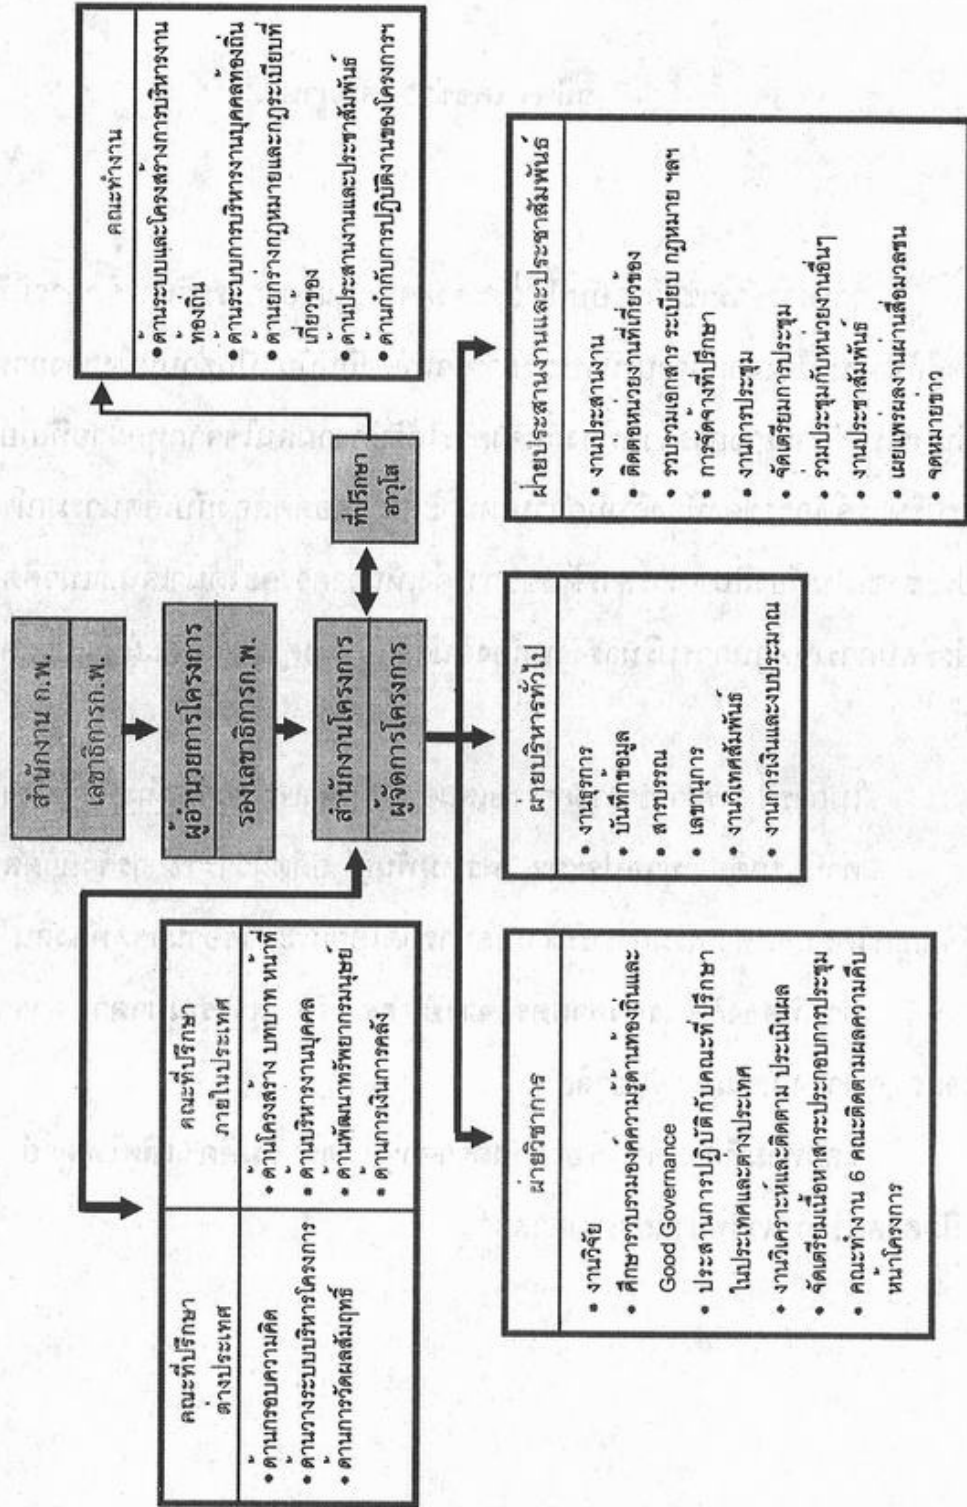 สำนักงาน ก.พ.
เลขาธิการก.พ.
ผู้อำนวยการโครงการ
รองเลขาธิการก.พ.
สำนักงานโครงการ
ผู้จัดการโครงการ
ที่ปรึกษา
อาวุโส
คณะทำงาน
• ด้านระบบและโครงสร้างการบริหารงาน
ท้องถิ่น
• ด้านระบบการบริหารงานบุคคลท้องถิ่น
• ด้านยกร่างกฎหมายและกฎระเบียบที่
เกี่ยวข้อง
• ด้านประสานงานและประชาสัมพันธ์
• ด้านกำกับการปฏิบัติงานของโครงการฯ
คณะที่ปรึกษา
ต่างประเทศ
• ด้านกรอบความคิด
• ด้านวางระบบบริหารโครงการ
• ด้านการวัดผลสัมฤทธิ์
คณะที่ปรึกษา
ภายในประเทศ
• ด้านโครงสร้าง บทบาท หน้าที่
• ด้านบริหารงานบุคคล
• ด้านพัฒนาทรัพยากรมนุษย์
• ด้านการเงินการคลัง
ฝ่ายวิชาการ
• งานวิจัย
• ศึกษารวบรวมองค์ความรู้ด้านท้องถิ่นและ
Good Governance
• ประสานการปฏิบัติกับคณะที่ปรึกษา
ในประเทศและต่างประเทศ
• งานวิเคราะห์และติดตาม ประเมินผล
• จัดเตรียมเนื้อหาสาระประกอบการประชุม
• คณะทำงาน 6 คณะติดตามผลความคืบ
หน้าโครงการ
ฝ่ายบริหารทั่วไป
• งานธุรการ
• บันทึกข้อมูล
• สารบรรณ
• เลขานุการ
• งานวิเทศสัมพันธ์
• งานการเงินและงบประมาณ
ฝ่ายประสานงานและประชาสัมพันธ์
• งานประสานงาน
ติดต่อหน่วยงานที่เกี่ยวข้อง
• รวบรวมเอกสาร ระเบียบ กฎหมาย ฯลฯ
• การจัดจ้างที่ปรึกษา
• งานการประชุม
• จัดเตรียมการประชุม
• ร่วมประชุมกับหน่วยงานอื่นๆ
• งานประชาสัมพันธ์
• เผยแพร่ผลงานผ่านสื่อมวลชน
• จดหมายข่าว